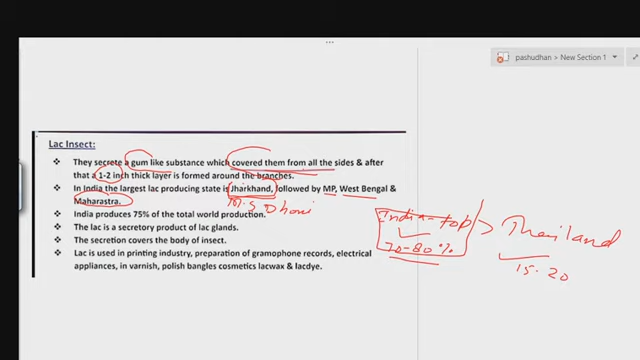 pashudhan > New Section 1
Lac Insect:
❖ They secrete a gum like substance which covered them from all the sides & after
that a 1-2 inch thick layer is formed around the branches.
❖ In India the largest lac producing state is Jharkhand, followed by MP, West Bengal &
Maharastra.
M.S Dhoni
❖ India produces 75% of the total world production.
❖ The lac is a secretory product of lac glands.
❖ The secretion covers the body of insect.
❖ Lac is used in printing industry, preparation of gramophone records, electrical
appliances, in varnish, polish bangles cosmetics lacwax & lacdye.
India - top > Thailand
70-80%
15-20